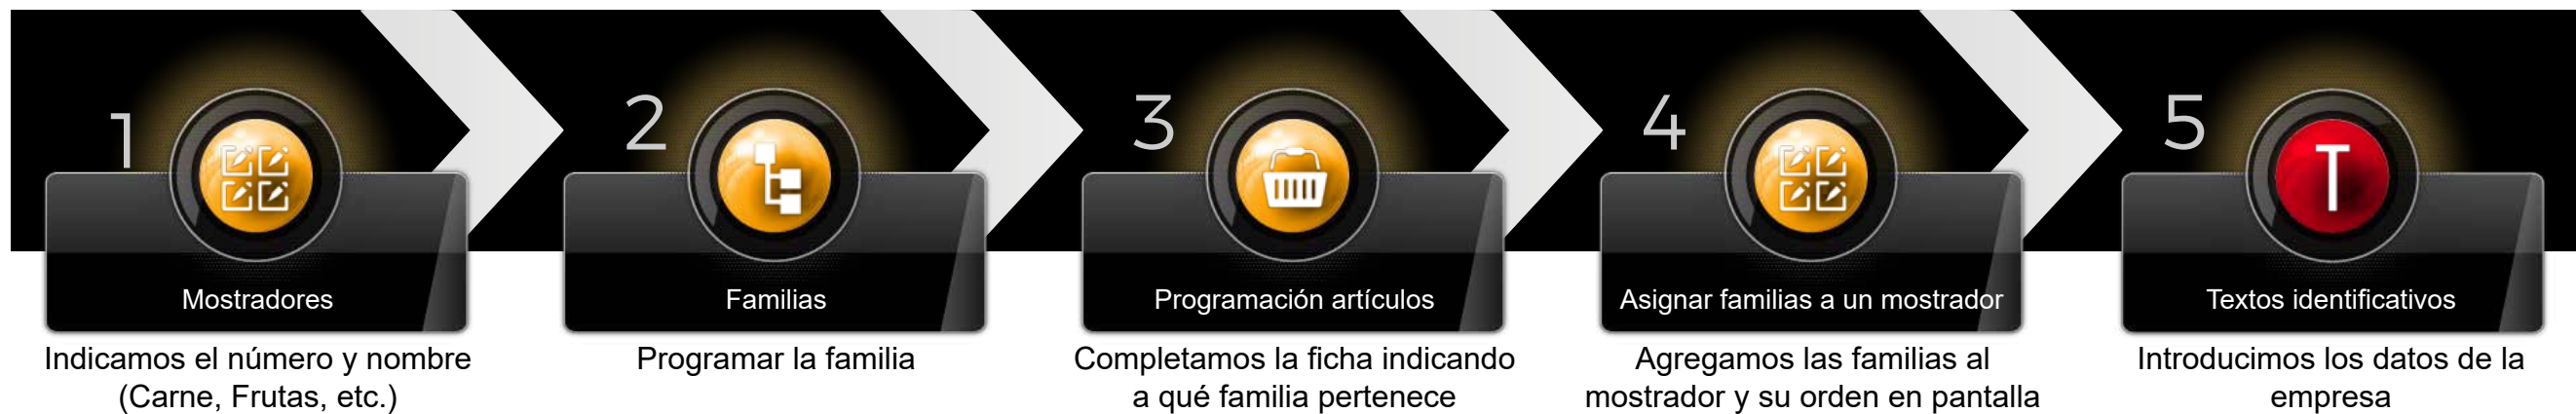 1
Mostradores
Indicamos el número y nombre
(Carne, Frutas, etc.)
2
Familias
Programar la familia
3
Programación artículos
Completamos la ficha indicando
a qué familia pertenece
4
Asignar familias a un mostrador
Agregamos las familias al
mostrador y su orden en pantalla
5
T
Textos identificativos
Introducimos los datos de la
empresa